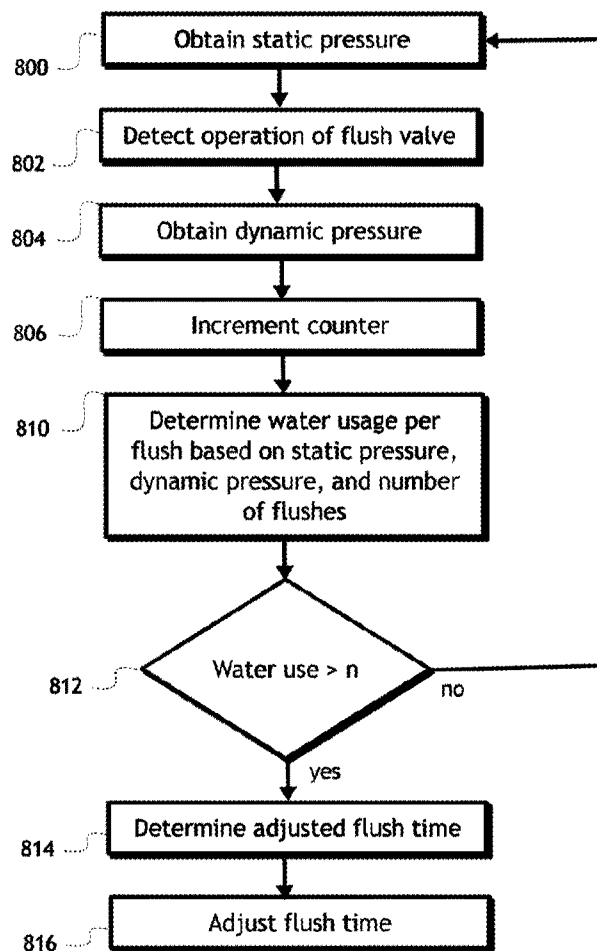 Obtain static pressure
800
Detect operation of flush valve
802
804
Obtain dynamic pressure
806
Increment counter
810
Determine water usage per
flush based on static pressure,
dynamic pressure, and number
of flushes
812
Water use > n
no
yes
Determine adjusted flush time
814
Adjust flush time
816